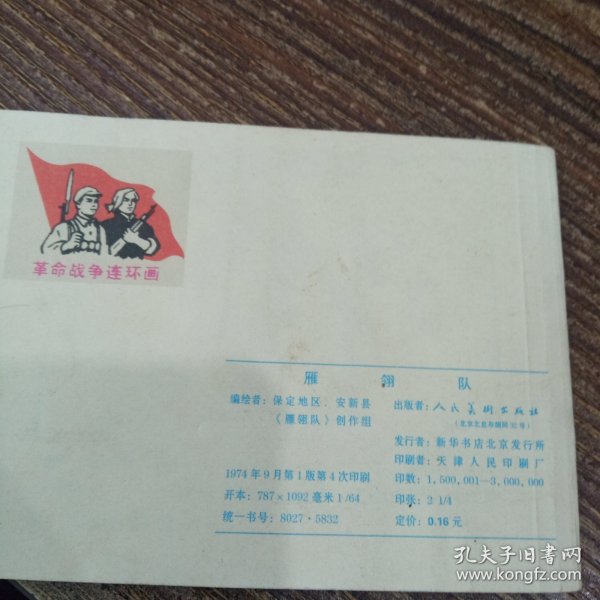 革命战争连环画
雁翎队
编绘者：保定地区、安新县
《雁翎队》创作组
出版者：人民美术出版社
（北京北总布胡同32号）
发行者：新华书店北京发行所
印刷者：天津人民印刷厂
1974年9月第1版第4次印刷
印数：1,500,001—3,000,000
开本：787×1092毫米1/64
印张：2 1/4
统一书号：8027·5832
定价：0.16元
孔夫子旧书网
www.kongfz.com